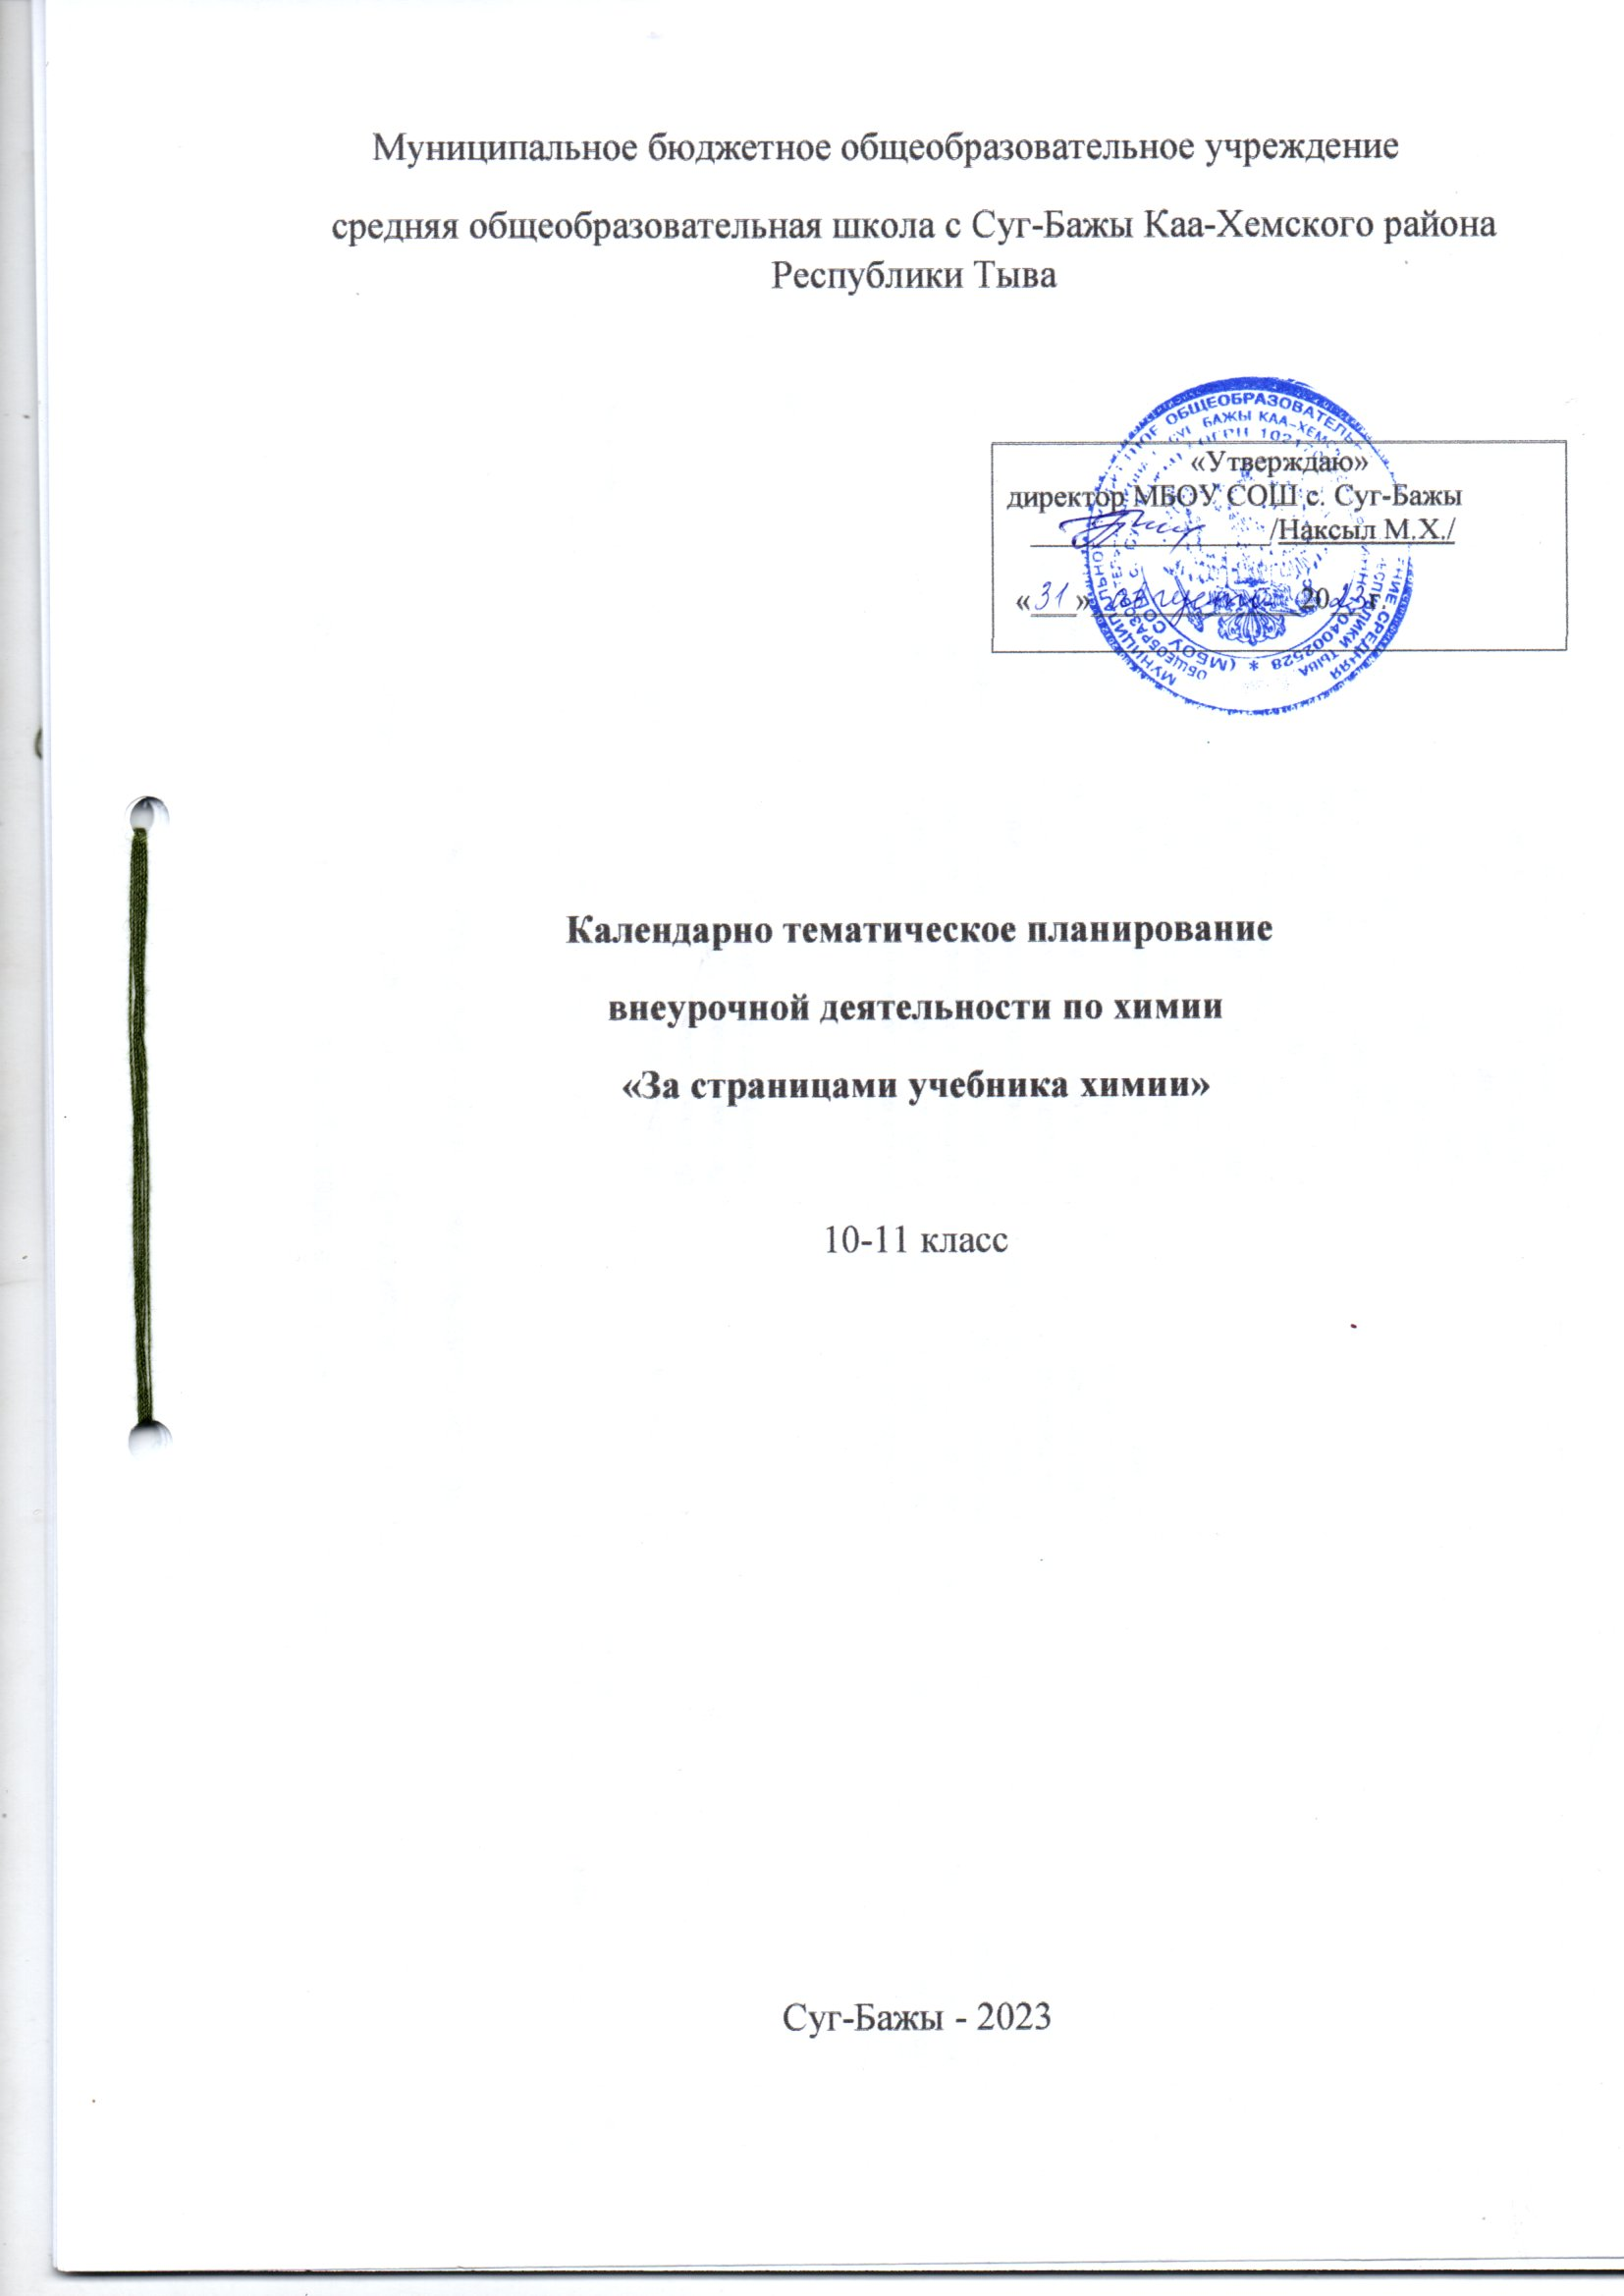 Муниципальное бюджетное общеобразовательное учреждение
средняя общеобразовательная школа с Суг-Бажы Каа-Хемского района
Республики Тыва
«Утверждаю»
директор МБОУ СОШ с. Суг-Бажы
/Наксыл М.Х./
«31» августа 2023 г.
Календарно тематическое планирование
внеурочной деятельности по химии
«За страницами учебника химии»
10-11 класс
Суг-Бажы - 2023